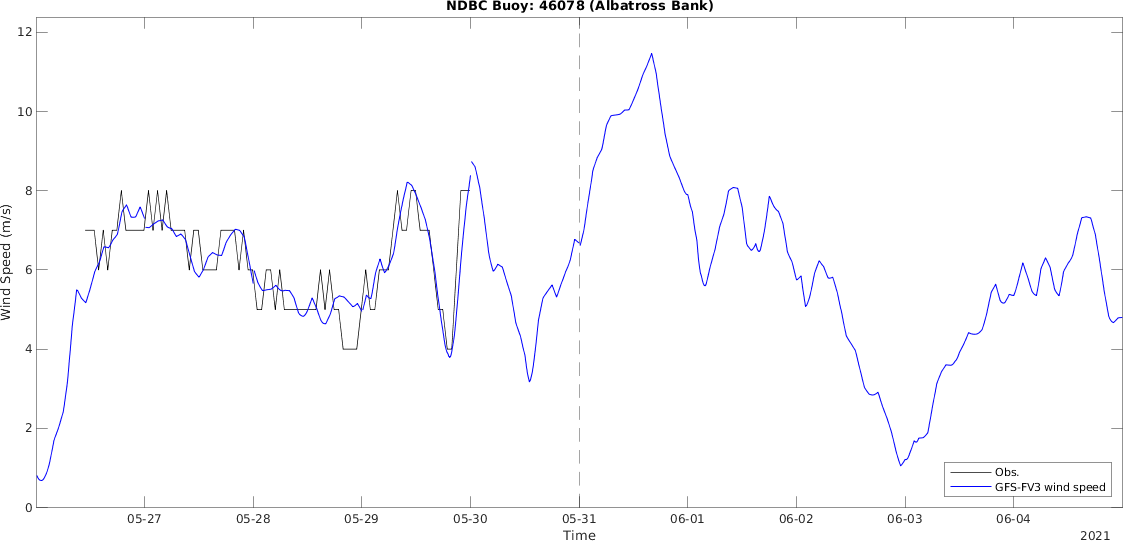 NDBC Buoy: 46078 (Albatross Bank)
12
10
8
6
4
2
0
Wind Speed (m/s)
05-27 05-28 05-29 05-30 05-31 06-01 06-02 06-03 06-04
Time
2021
Obs.
GFS-FV3 wind speed